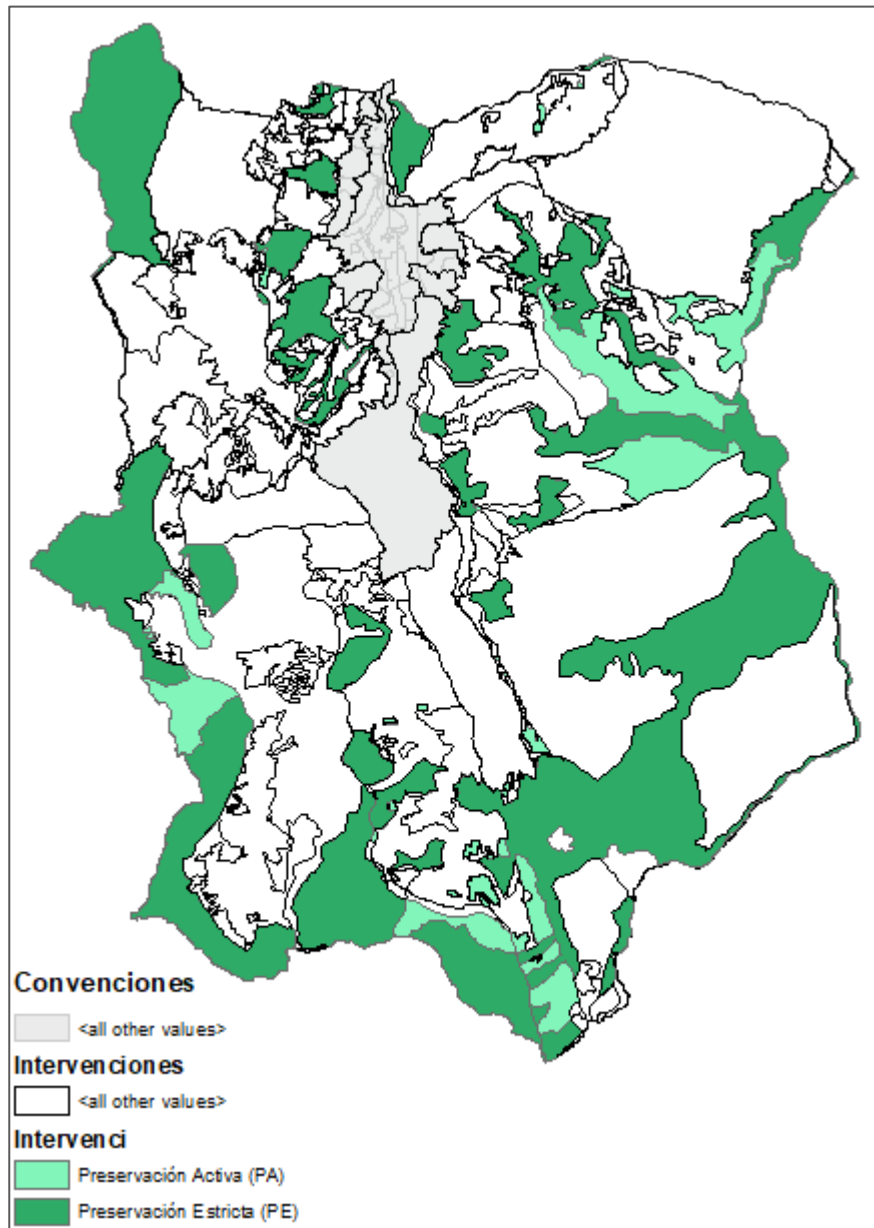 Convenciones
<all other values>
Intervenciones
<all other values>
Intervenci
Preservación Activa (PA)
Preservación Estricta (PE)